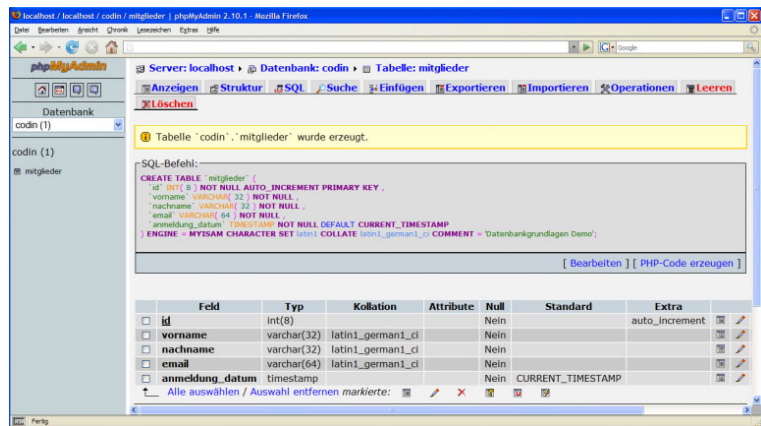 localhost / localhost / codin / mitglieder | phpMyAdmin 2.10.1 - Mozilla Firefox
Datei Bearbeiten Ansicht Chronik Lesezeichen Extras Hilfe
G Google
phpMyAdmin
Server: localhost ▸ Datenbank: codin ▸ Tabelle: mitglieder
Anzeigen Struktur SQL Suche Einfügen Exportieren Importieren Operationen Leeren
Löschen
Datenbank
codin (1)
codin (1)
mitglieder
Tabelle `codin`.`mitglieder` wurde erzeugt.
SQL-Befehl:
CREATE TABLE `mitglieder` (
`id` INT( 8 ) NOT NULL AUTO_INCREMENT PRIMARY KEY ,
`vorname` VARCHAR( 32 ) NOT NULL ,
`nachname` VARCHAR( 32 ) NOT NULL ,
`email` VARCHAR( 64 ) NOT NULL ,
`anmeldung_datum` TIMESTAMP NOT NULL DEFAULT CURRENT_TIMESTAMP
) ENGINE = MYISAM CHARACTER SET latin1 COLLATE latin1_german1_ci COMMENT = 'Datenbankgrundlagen Demo';
[ Bearbeiten ] [ PHP-Code erzeugen ]
Feld Typ Kollation Attribute Null Standard Extra
id int(8) Nein auto_increment
vorname varchar(32) latin1_german1_ci Nein
nachname varchar(32) latin1_german1_ci Nein
email varchar(64) latin1_german1_ci Nein
anmeldung_datum timestamp Nein CURRENT_TIMESTAMP
Alle auswählen / Auswahl entfernen markierte:
Fertig